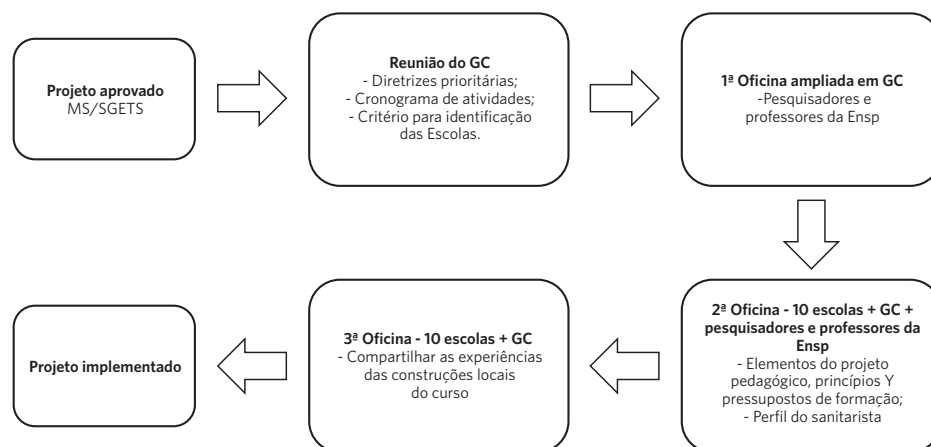 Projeto aprovado
MS/SGETS
Reunião do GC
- Diretrizes prioritárias;
- Cronograma de atividades;
- Critério para identificação
das Escolas.
1ª Oficina ampliada em GC
-Pesquisadores e
professores da Ensp
2ª Oficina - 10 escolas + GC +
pesquisadores e professores da
Ensp
- Elementos do projeto
pedagógico, princípios Y
pressupostos de formação;
- Perfil do sanitarista
3ª Oficina - 10 escolas + GC
- Compartilhar as experiências
das construções locais
do curso
Projeto implementado